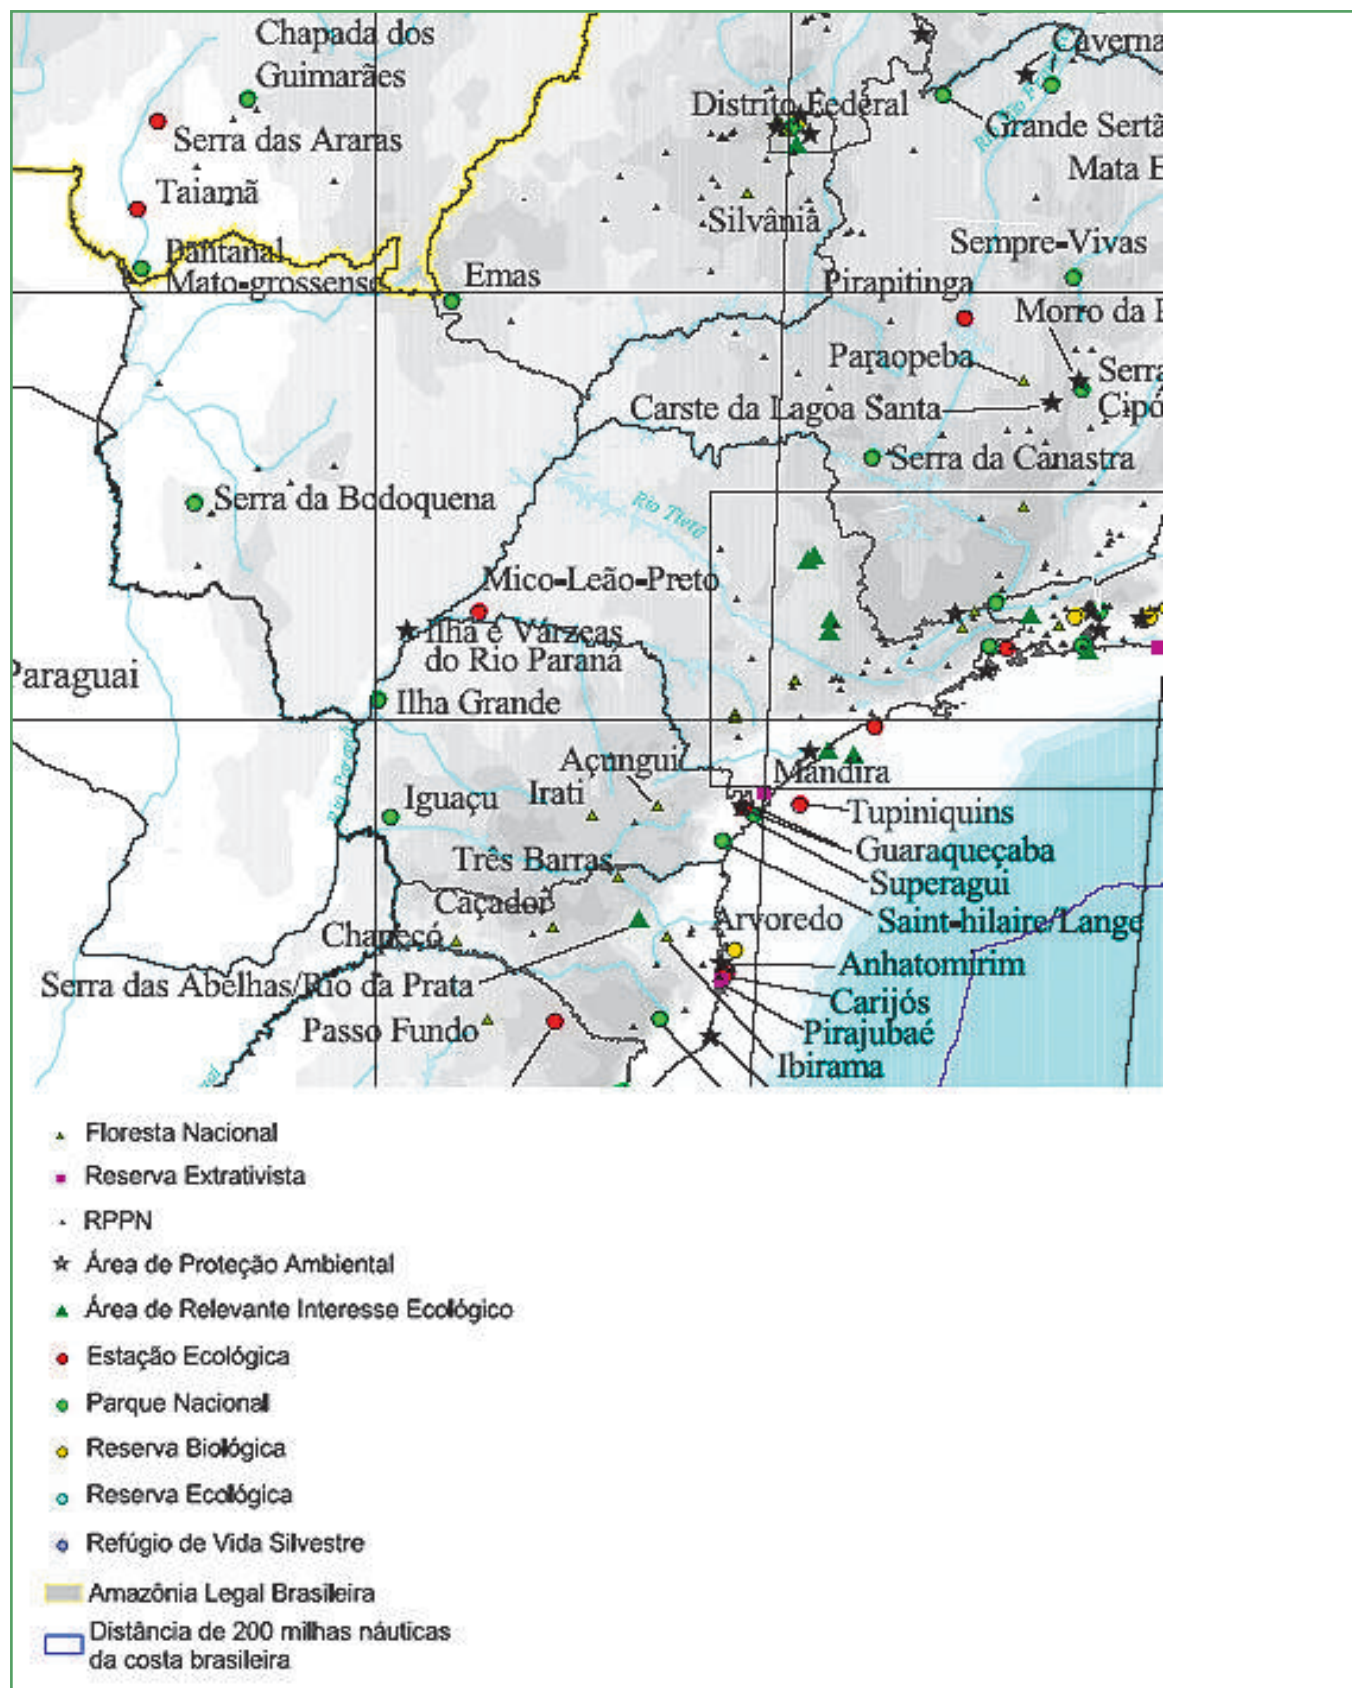 Chapada dos
Guimarães
Caverna
Distrito Federal
Serra das Araras
Grande Sertã
Mata
Taiamã
Silvânia
Pantanal
Mato-grossense
Sempre-Vivas
Emas
Pirapitinga
Morro da
Paraopeba
Serra
Carste da Lagoa Santa
Cipó
Serra da Canastra
Serra da Bodoquena
Rio Tietê
Mico-Leão-Preto
Ilha e Várzeas
do Rio Paraná
Paraguai
Ilha Grande
Rio Paraná
Açungui
Mandira
Iguaçu
Irati
Tupiniquins
Guaraqueçaba
Três Barras
Superagui
Caçador
Arvoredo
Saint-hilaire/Lange
Chapecó
Anhatomirim
Serra das Abelhas/Rio da Prata
Carijós
Passo Fundo
Pirajubaé
Ibirama
Floresta Nacional
Reserva Extrativista
RPPN
Área de Proteção Ambiental
Área de Relevante Interesse Ecológico
Estação Ecológica
Parque Nacional
Reserva Biológica
Reserva Ecológica
Refúgio de Vida Silvestre
Amazônia Legal Brasileira
Distância de 200 milhas náuticas
da costa brasileira